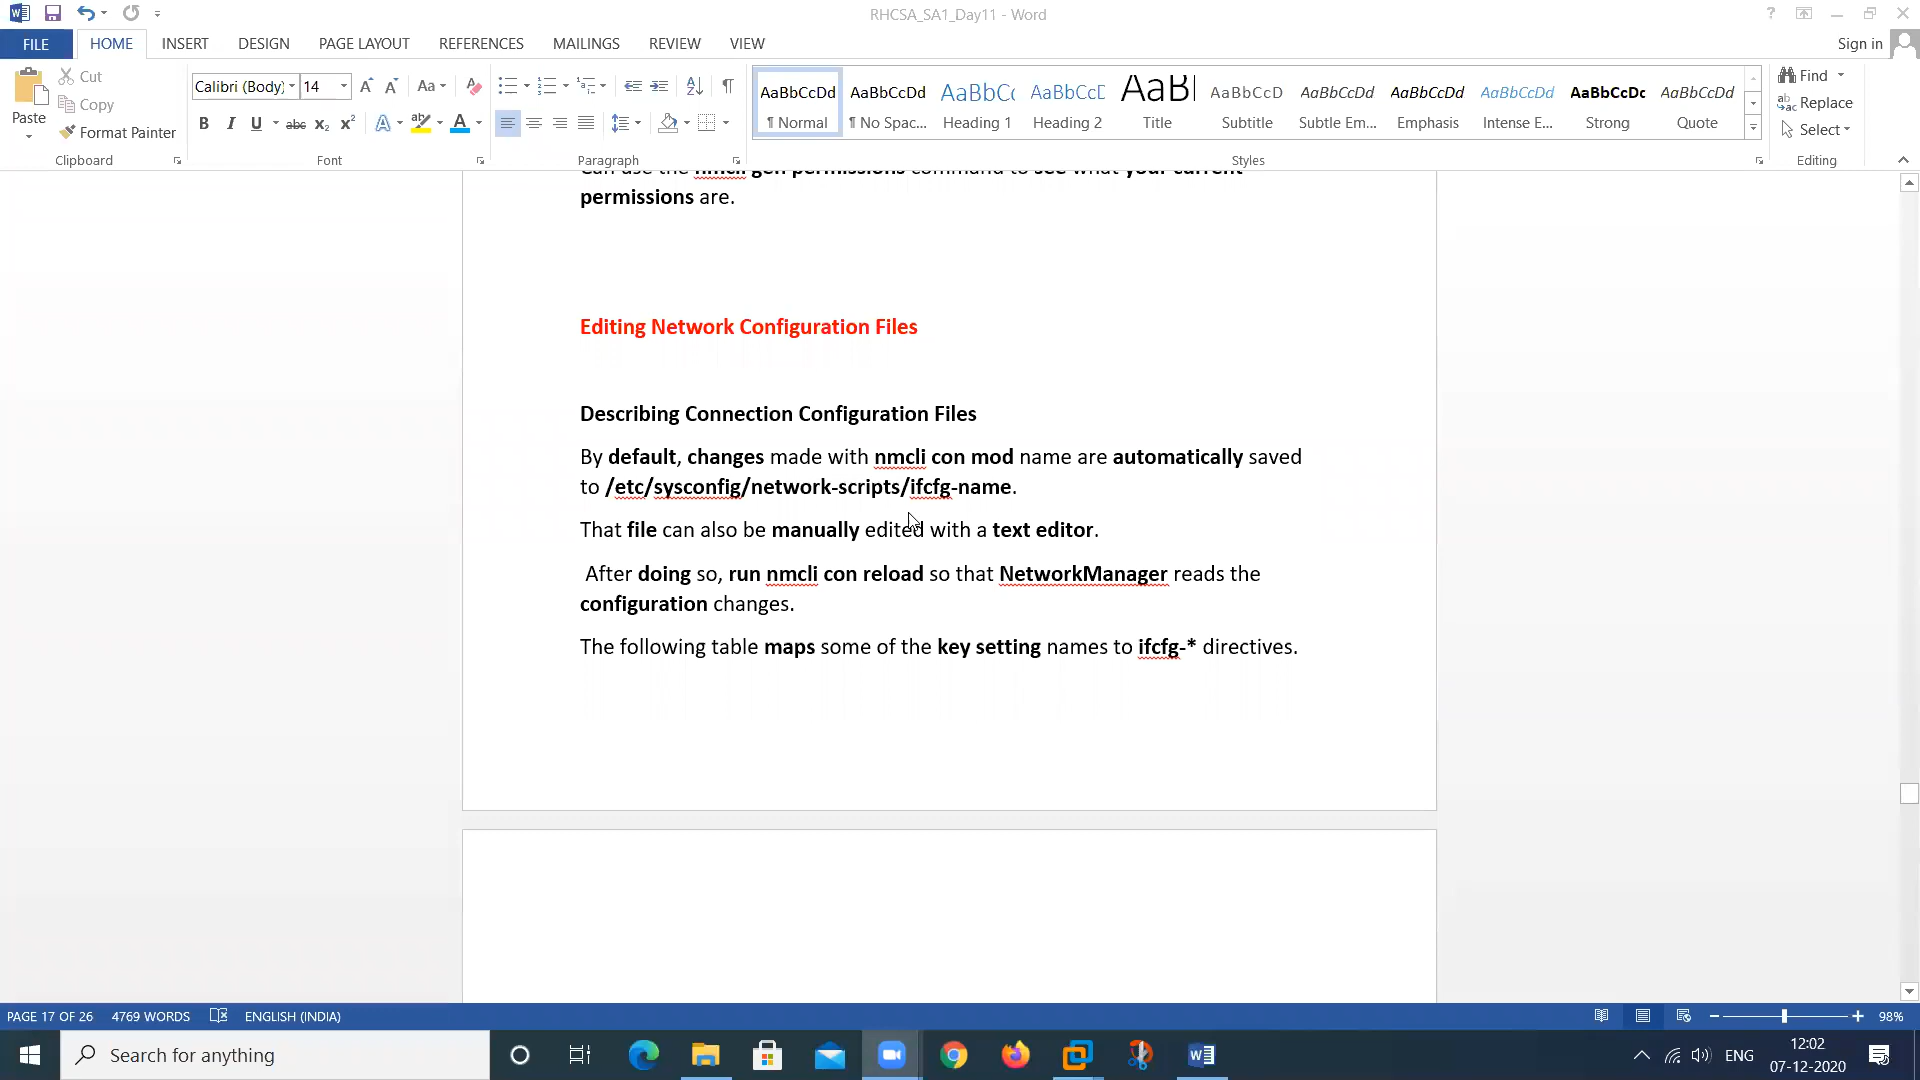 RHCSA_SA1_Day11 - Word
FILE HOME INSERT DESIGN PAGE LAYOUT REFERENCES MAILINGS REVIEW VIEW Sign in
Paste Cut Copy Format Painter Clipboard
Calibri (Body) 14 Font
Paragraph
AaBbCcDd ¶ Normal
AaBbCcDd ¶ No Spac...
AaBbCc Heading 1
AaBbCcD Heading 2
AaBl Title
AaBbCcD Subtitle
AaBbCcDd Subtle Em...
AaBbCcDd Emphasis
AaBbCcDd Intense E...
AaBbCcDc Strong
AaBbCcDd Quote
Styles
Find Replace Select Editing
Can use the nmcli gen permissions command to see what your current
permissions are.
Editing Network Configuration Files
Describing Connection Configuration Files
By default, changes made with nmcli con mod name are automatically saved
to /etc/sysconfig/network-scripts/ifcfg-name.
That file can also be manually edited with a text editor.
After doing so, run nmcli con reload so that NetworkManager reads the
configuration changes.
The following table maps some of the key setting names to ifcfg-* directives.
PAGE 17 OF 26 4769 WORDS ENGLISH (INDIA) 98%
Search for anything ENG 12:02
07-12-2020